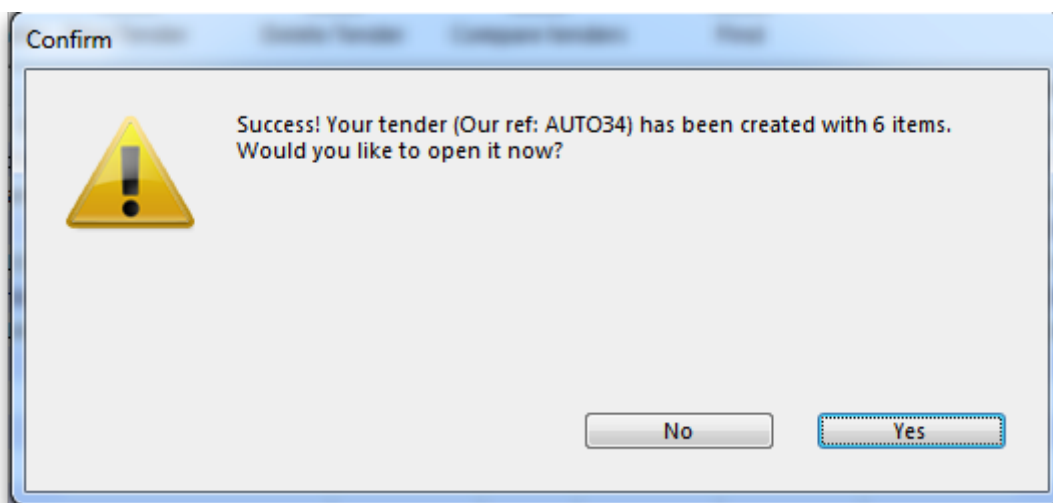 Confirm
Success! Your tender (Our ref: AUTO34) has been created with 6 items.
Would you like to open it now?
No
Yes